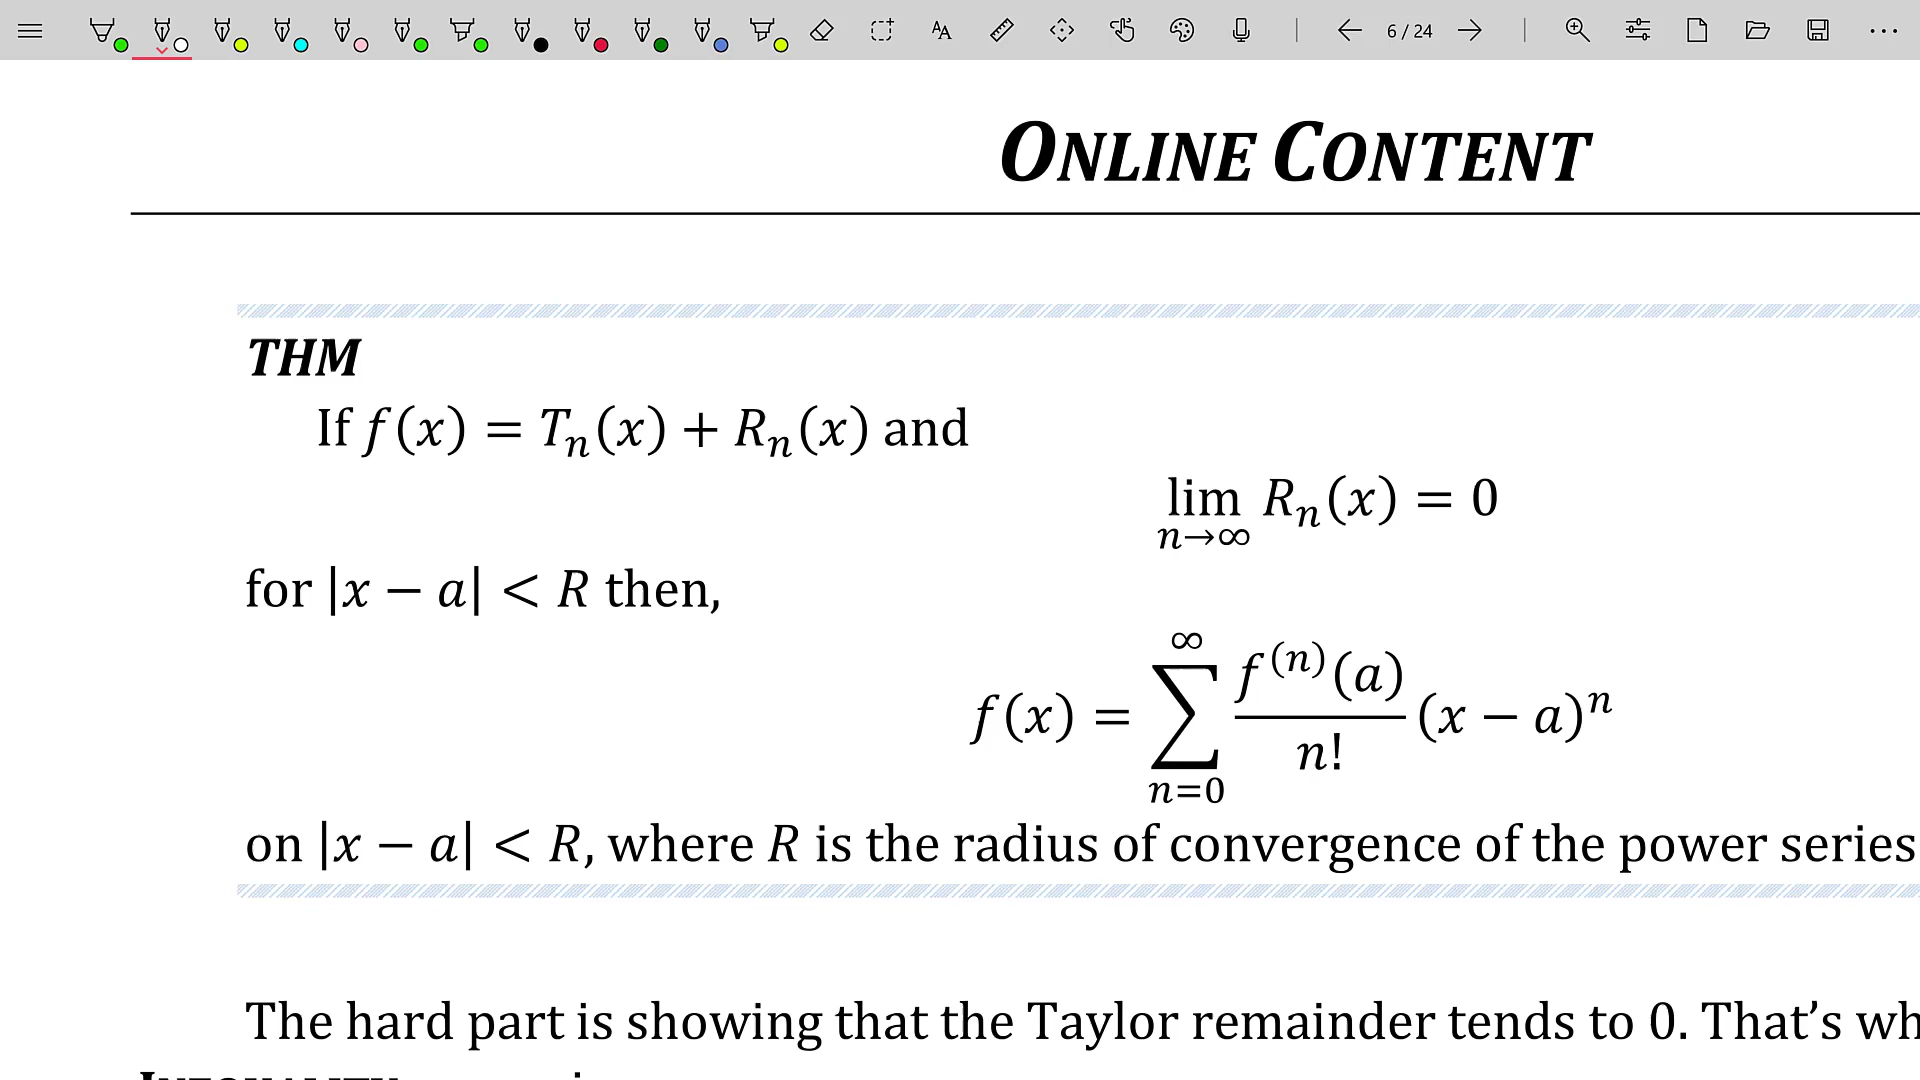 6 / 24
ONLINE CONTENT
THM
If f(x) = Tₙ(x) + Rₙ(x) and
lim n→∞ Rₙ(x) = 0
for |x − a| < R then,
f(x) = ∑ n=0 ∞ f⁽ⁿ⁾(a) / n! (x − a)ⁿ
on |x − a| < R, where R is the radius of convergence of the power series
The hard part is showing that the Taylor remainder tends to 0. That’s wh